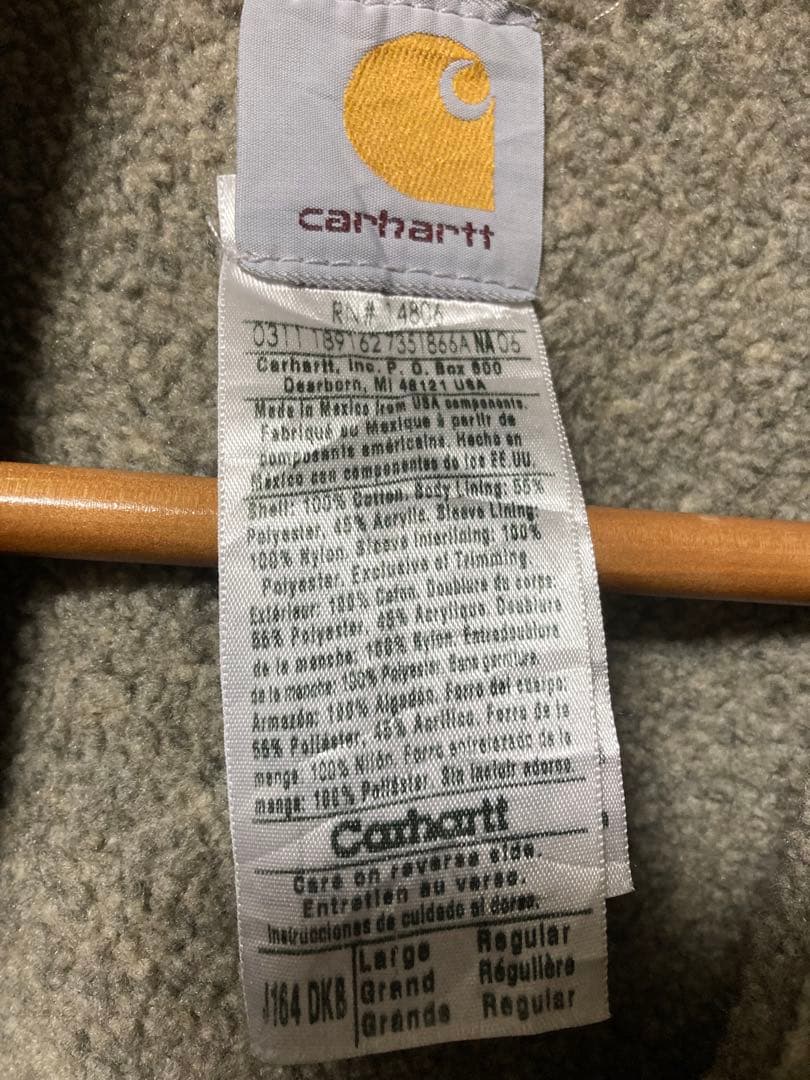 carhartt
RN# 14806
0311 1891627351866A NA 06
Carhartt, Inc. P. O. Box 600
Dearborn, MI 48121 USA
Made in Mexico from USA components.
Fabriqué au Mexique à partir de
composants américains. Hecho en
Mexico con componentes de los EE.UU.
Shell: 100% Cotton. Body Lining: 55%
Polyester, 45% Acrylic. Sleeve Lining:
100% Nylon. Sleeve Interlining: 100%
Polyester. Exclusive of Trimming.
Extérieur: 100% Coton. Doublure du corps:
55% Polyester, 45% Acrylique. Doublure
de la manche: 100% Nylon. Entredoublure
de la manche: 100% Polyester. Sans garniture.
Armazón: 100% Algodón. Forro del cuerpo:
55% Poliéster, 45% Acrílico. Forro de la
manga: 100% Nilón. Forro entrelazado de la
manga: 100% Poliéster. Sin incluir adorno.
Carhartt
Care on reverse side.
Entretien au verso.
Instrucciones de cuidado al dorso.
J164 DKB
Large Regular
Grand Régulière
Grande Regular